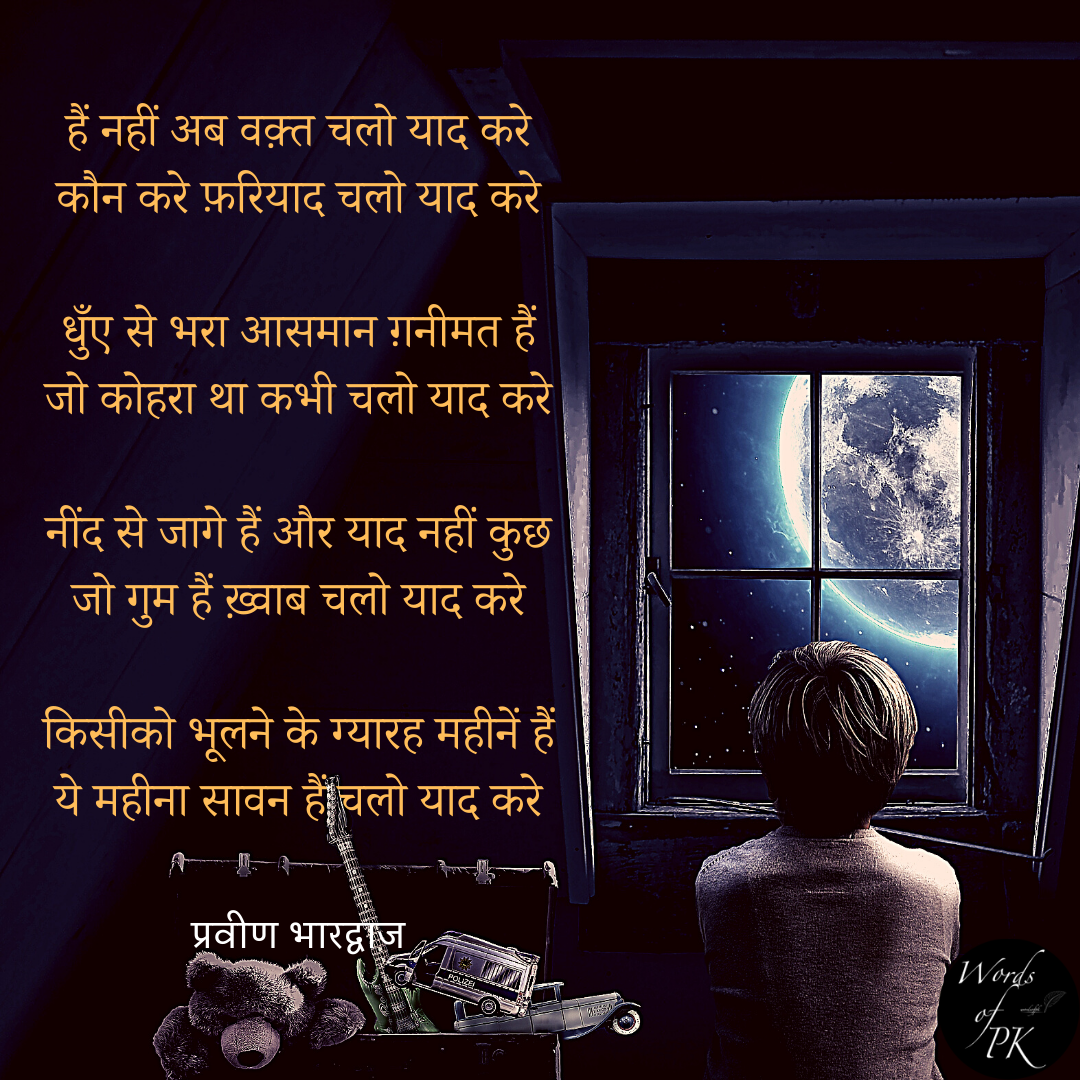 हैं नहीं अब वक़्त चलो याद करे
कौन करे फ़रियाद चलो याद करे
धुँए से भरा आसमान ग़नीमत हैं
जो कोहरा था कभी चलो याद करे
नींद से जागे हैं और याद नहीं कुछ
जो गुम हैं ख़्वाब चलो याद करे
किसीको भूलने के ग्यारह महीनें हैं
ये महीना सावन हैं चलो याद करे
प्रवीण भारद्वाज
POLIZEI
Words
of
PK